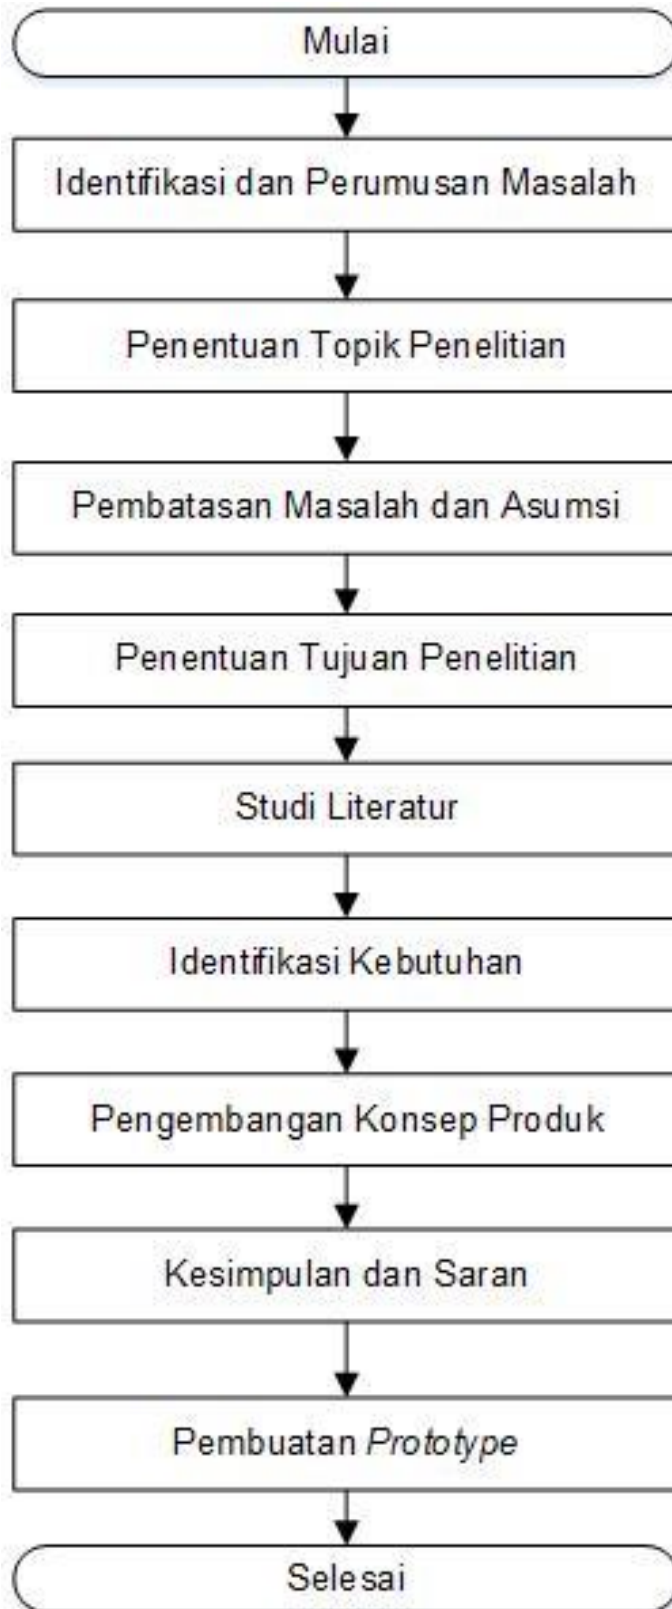 Mulai
Identifikasi dan Perumusan Masalah
Penentuan Topik Penelitian
Pembatasan Masalah dan Asumsi
Penentuan Tujuan Penelitian
Studi Literatur
Identifikasi Kebutuhan
Pengembangan Konsep Produk
Kesimpulan dan Saran
Pembuatan Prototype
Selesai